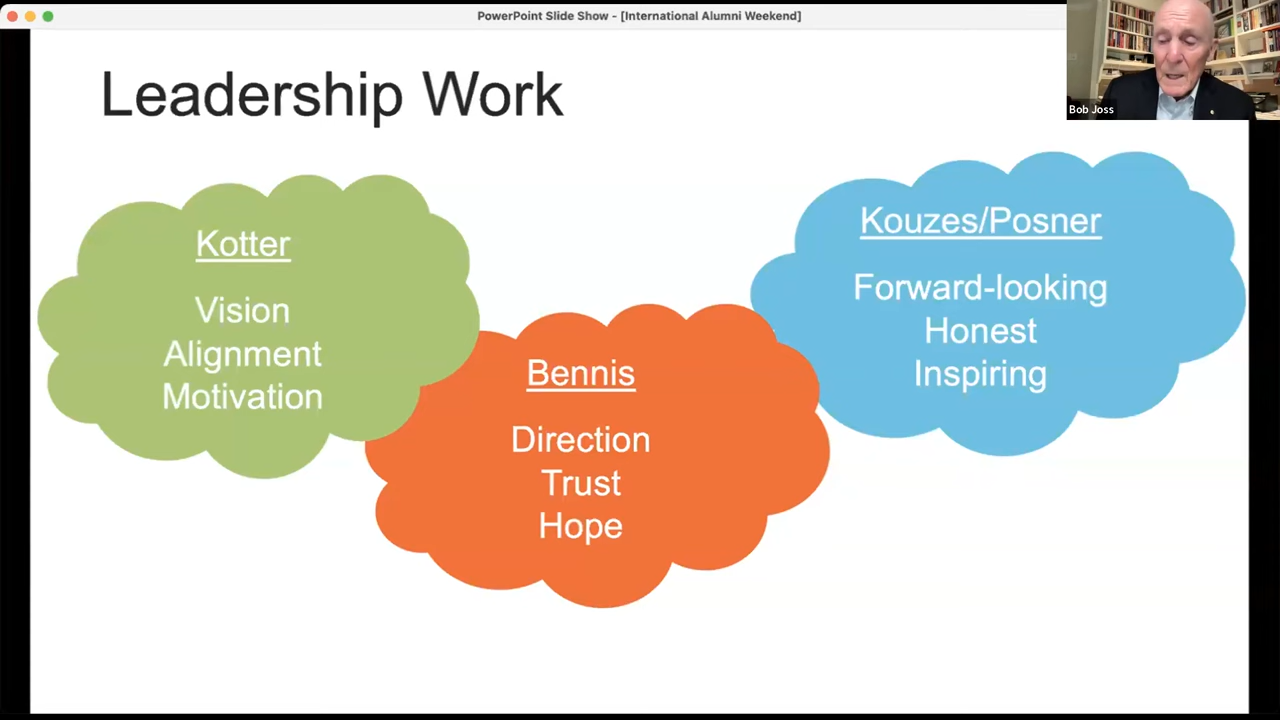 PowerPoint Slide Show - [International Alumni Weekend]
Bob Joss
Leadership Work
Kotter
Vision
Alignment
Motivation
Bennis
Direction
Trust
Hope
Kouzes/Posner
Forward-looking
Honest
Inspiring